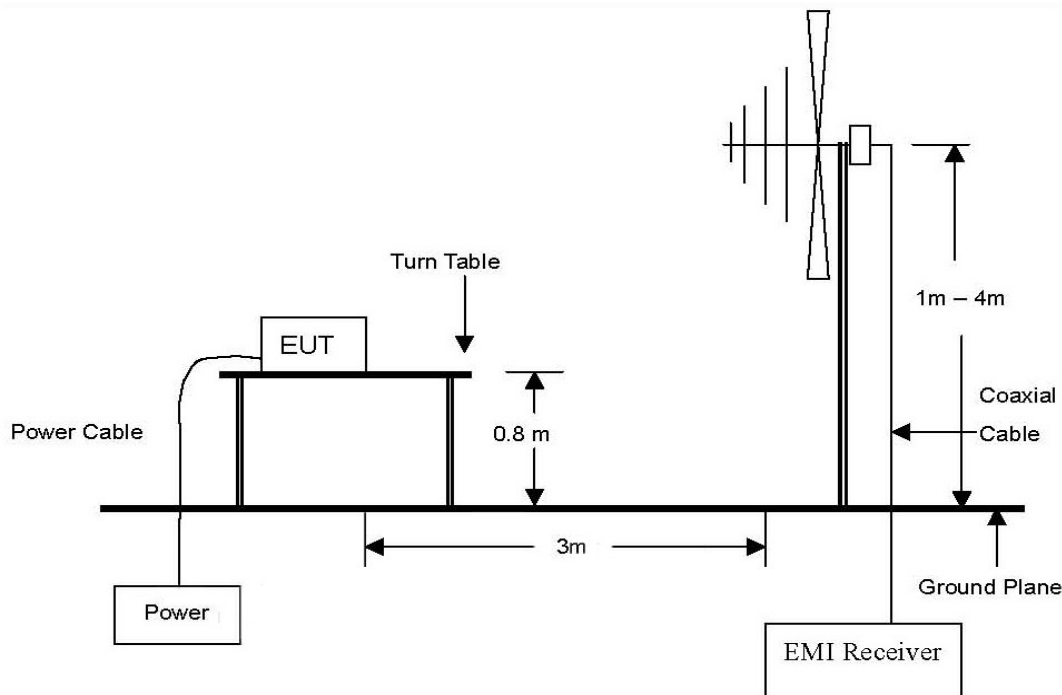 Turn Table
EUT
1m – 4m
Power Cable
0.8 m
Coaxial
Cable
3m
Ground Plane
Power
EMI Receiver